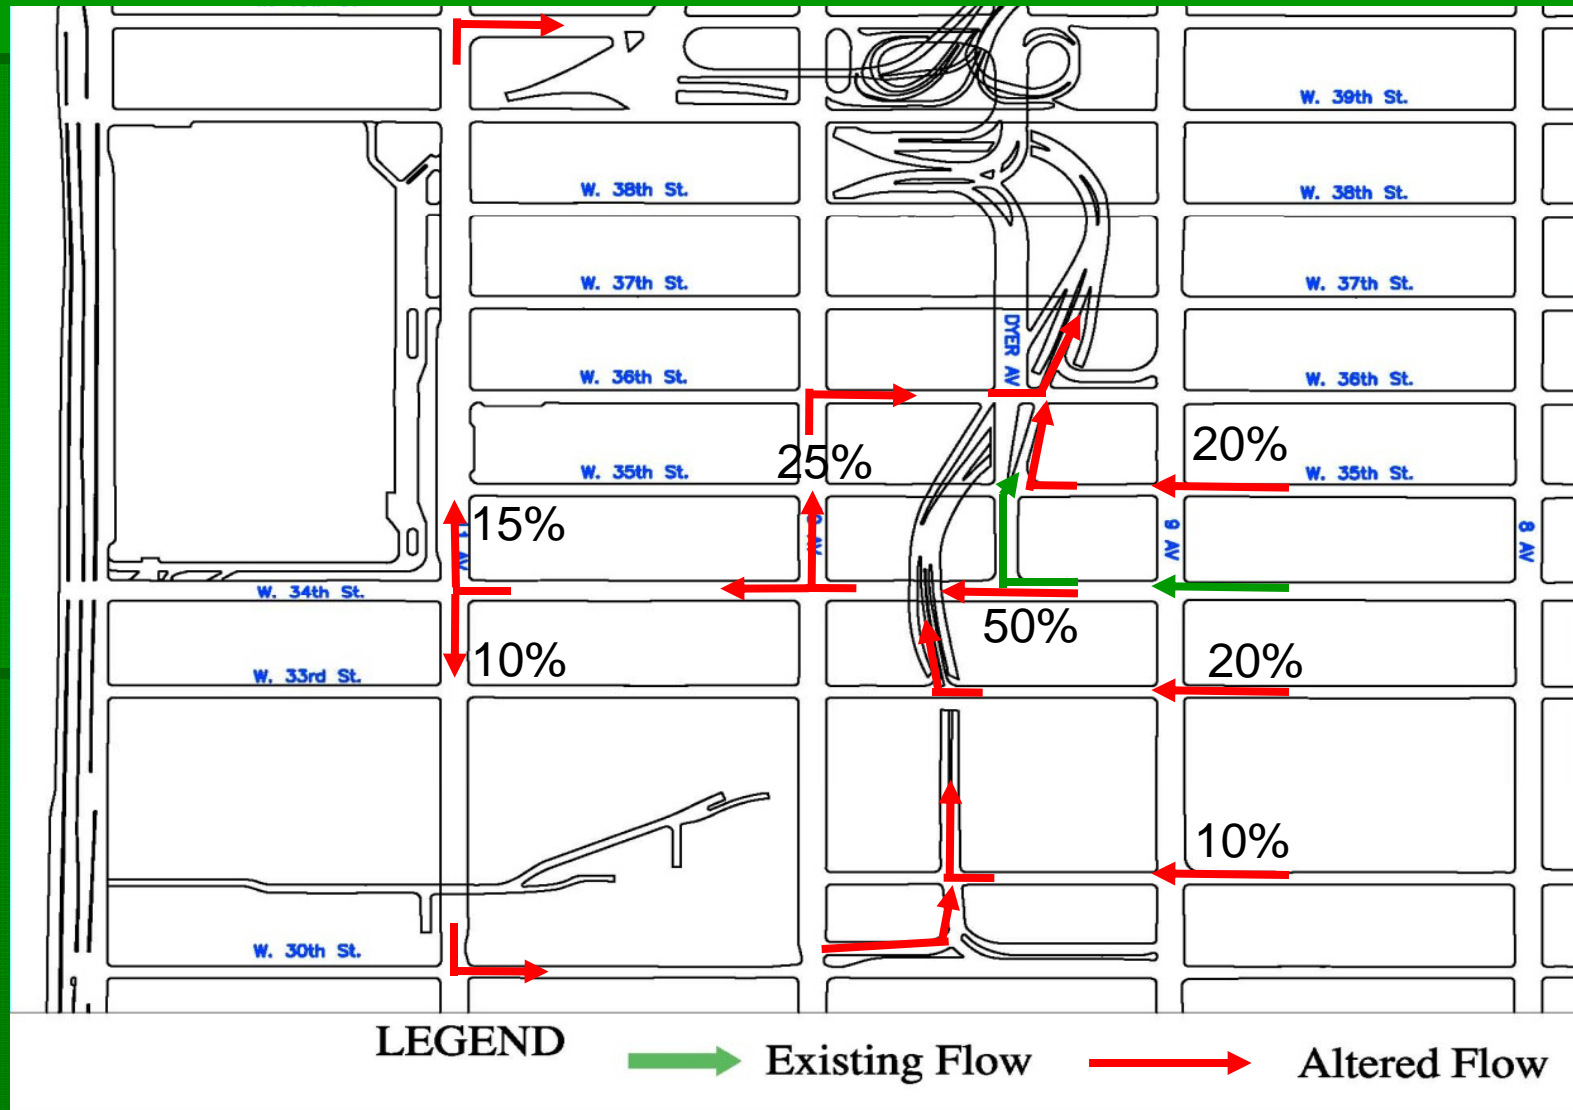 W. 39th St.
W. 38th St.
W. 38th St.
W. 37th St.
W. 37th St.
DYER AV
W. 36th St.
W. 36th St.
25%
20%
W. 35th St.
W. 35th St.
15%
9 AV
8 AV
W. 34th St.
50%
10%
20%
W. 33rd St.
10%
W. 30th St.
LEGEND
Existing Flow
Altered Flow